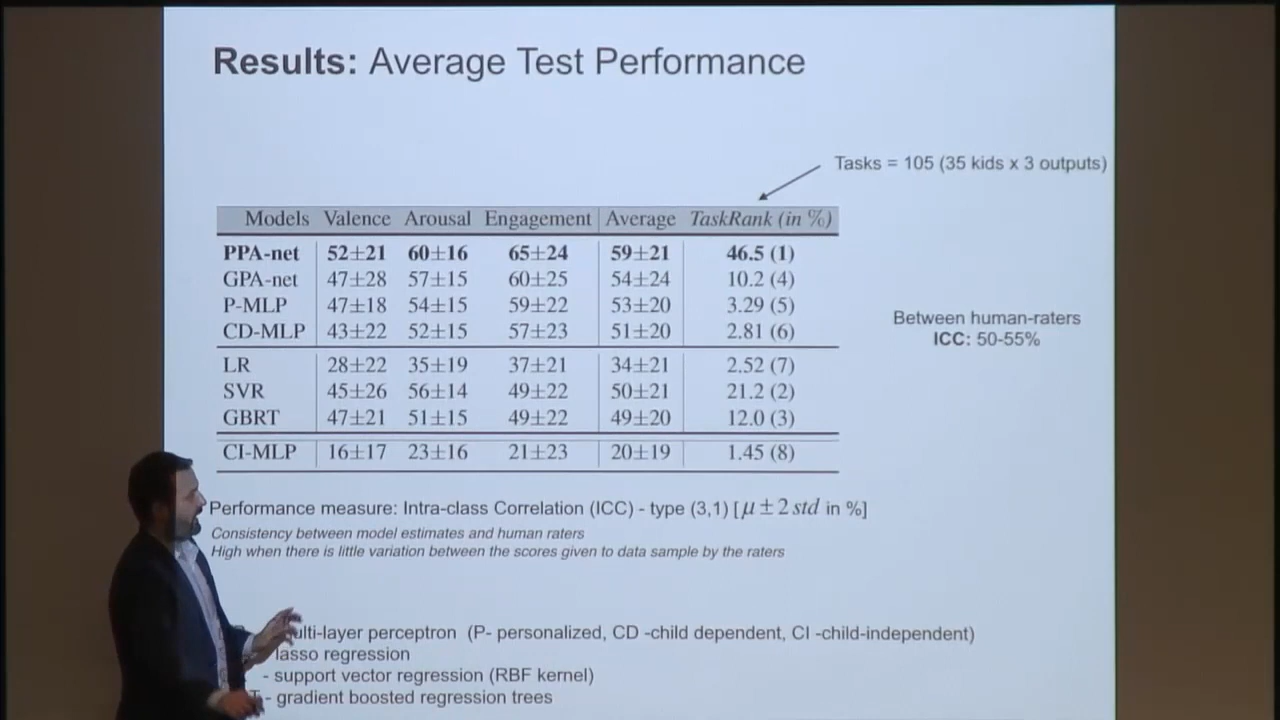 Results: Average Test Performance
Tasks = 105 (35 kids x 3 outputs)
Models Valence Arousal Engagement Average TaskRank (in %)
PPA-net 52±21 60±16 65±24 59±21 46.5 (1)
GPA-net 47±28 57±15 60±25 54±24 10.2 (4)
P-MLP 47±18 54±15 59±22 53±20 3.29 (5)
CD-MLP 43±22 52±15 57±23 51±20 2.81 (6)
LR 28±22 35±19 37±21 34±21 2.52 (7)
SVR 45±26 56±14 49±22 50±21 21.2 (2)
GBRT 47±21 51±15 49±22 49±20 12.0 (3)
CI-MLP 16±17 23±16 21±23 20±19 1.45 (8)
Between human-raters
ICC: 50-55%
Performance measure: Intra-class Correlation (ICC) - type (3,1) [μ ± 2 std in %]
Consistency between model estimates and human raters
High when there is little variation between the scores given to data sample by the raters
ulti-layer perceptron (P- personalized, CD -child dependent, CI -child-independent)
lasso regression
- support vector regression (RBF kernel)
- gradient boosted regression trees